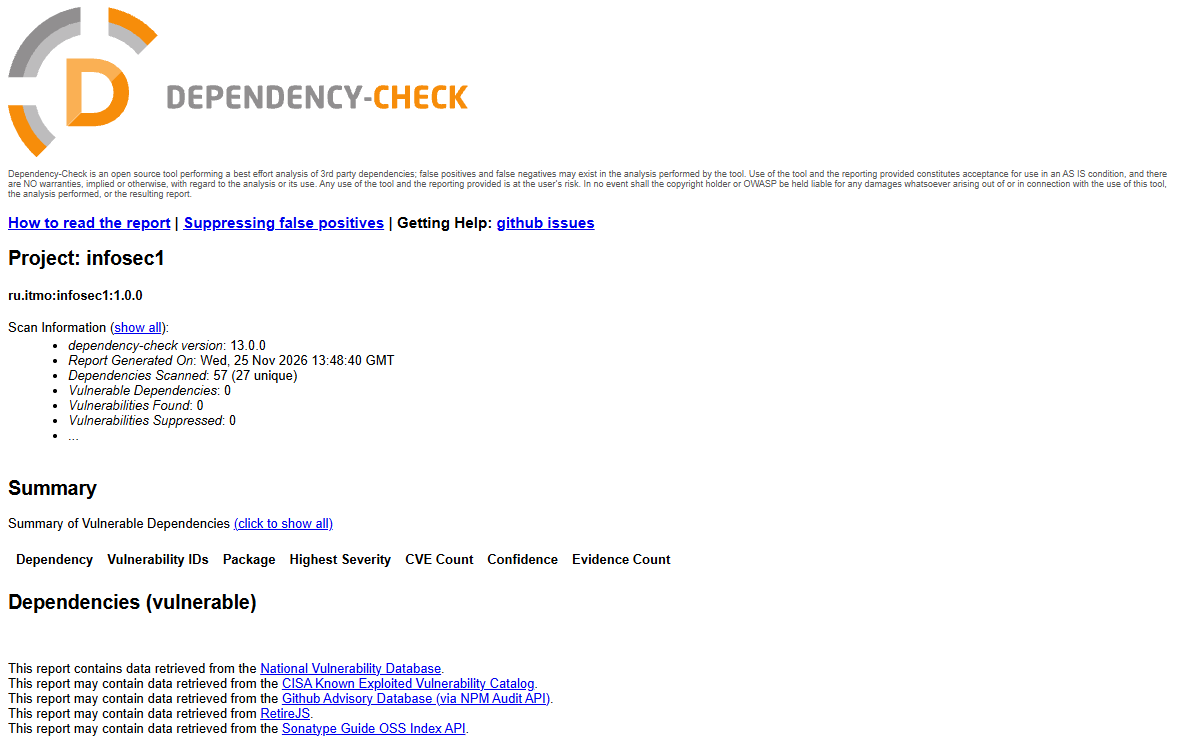 DEPENDENCY-CHECK
Dependency-Check is an open source tool performing a best effort analysis of 3rd party dependencies; false positives and false negatives may exist in the analysis performed by the tool. Use of the tool and the reporting provided constitutes acceptance for use in an AS IS condition, and there
are NO warranties, implied or otherwise, with regard to the analysis or its use. Any use of the tool and the reporting provided is at the user's risk. In no event shall the copyright holder or OWASP be held liable for any damages whatsoever arising out of or in connection with the use of this tool,
the analysis performed, or the resulting report.
How to read the report | Suppressing false positives | Getting Help: github issues
Project: infosec1
ru.itmo:infosec1:1.0.0
Scan Information (show all):
• dependency-check version: 13.0.0
• Report Generated On: Wed, 25 Nov 2026 13:48:40 GMT
• Dependencies Scanned: 57 (27 unique)
• Vulnerable Dependencies: 0
• Vulnerabilities Found: 0
• Vulnerabilities Suppressed: 0
• ...
Summary
Summary of Vulnerable Dependencies (click to show all)
Dependency Vulnerability IDs Package Highest Severity CVE Count Confidence Evidence Count
Dependencies (vulnerable)
This report contains data retrieved from the National Vulnerability Database.
This report may contain data retrieved from the CISA Known Exploited Vulnerability Catalog.
This report may contain data retrieved from the Github Advisory Database (via NPM Audit API).
This report may contain data retrieved from RetireJS.
This report may contain data retrieved from the Sonatype Guide OSS Index API.